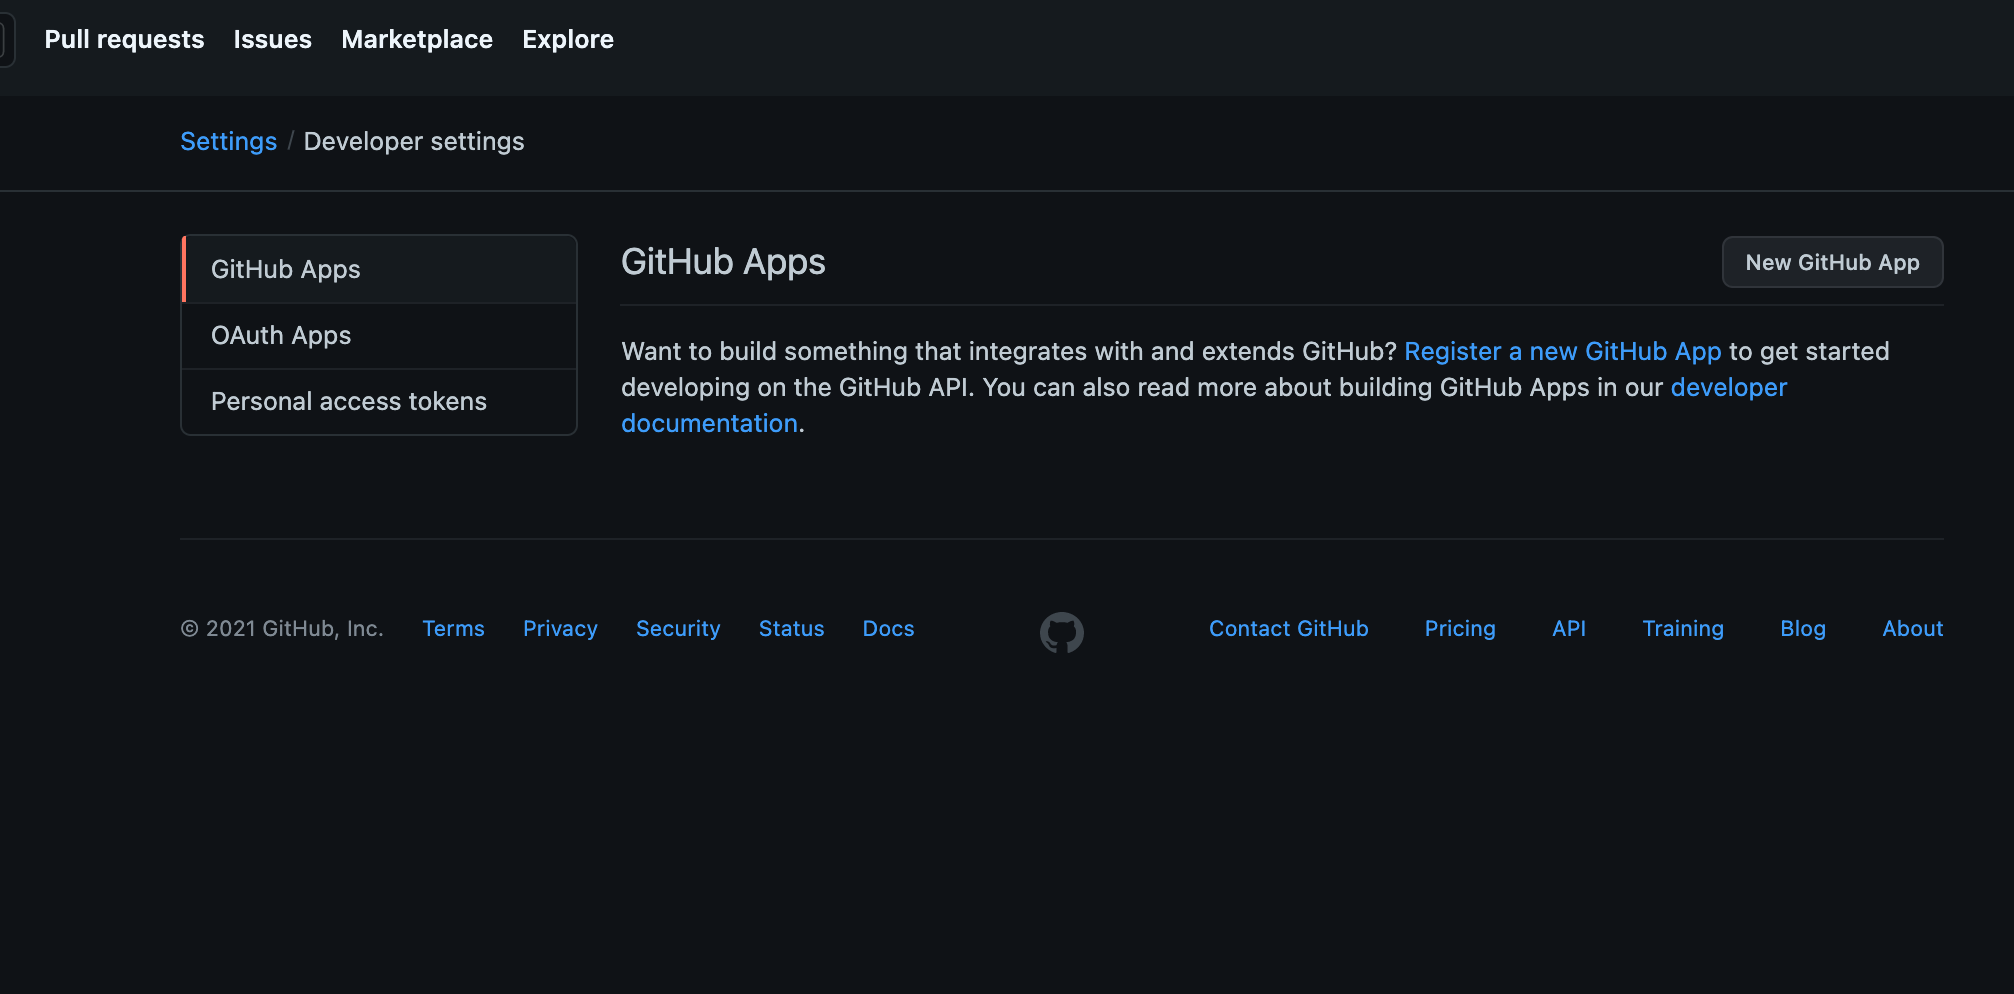 Pull requests Issues Marketplace Explore
Settings / Developer settings
GitHub Apps
OAuth Apps
Personal access tokens
GitHub Apps
New GitHub App
Want to build something that integrates with and extends GitHub? Register a new GitHub App to get started
developing on the GitHub API. You can also read more about building GitHub Apps in our developer
documentation.
© 2021 GitHub, Inc. Terms Privacy Security Status Docs Contact GitHub Pricing API Training Blog About